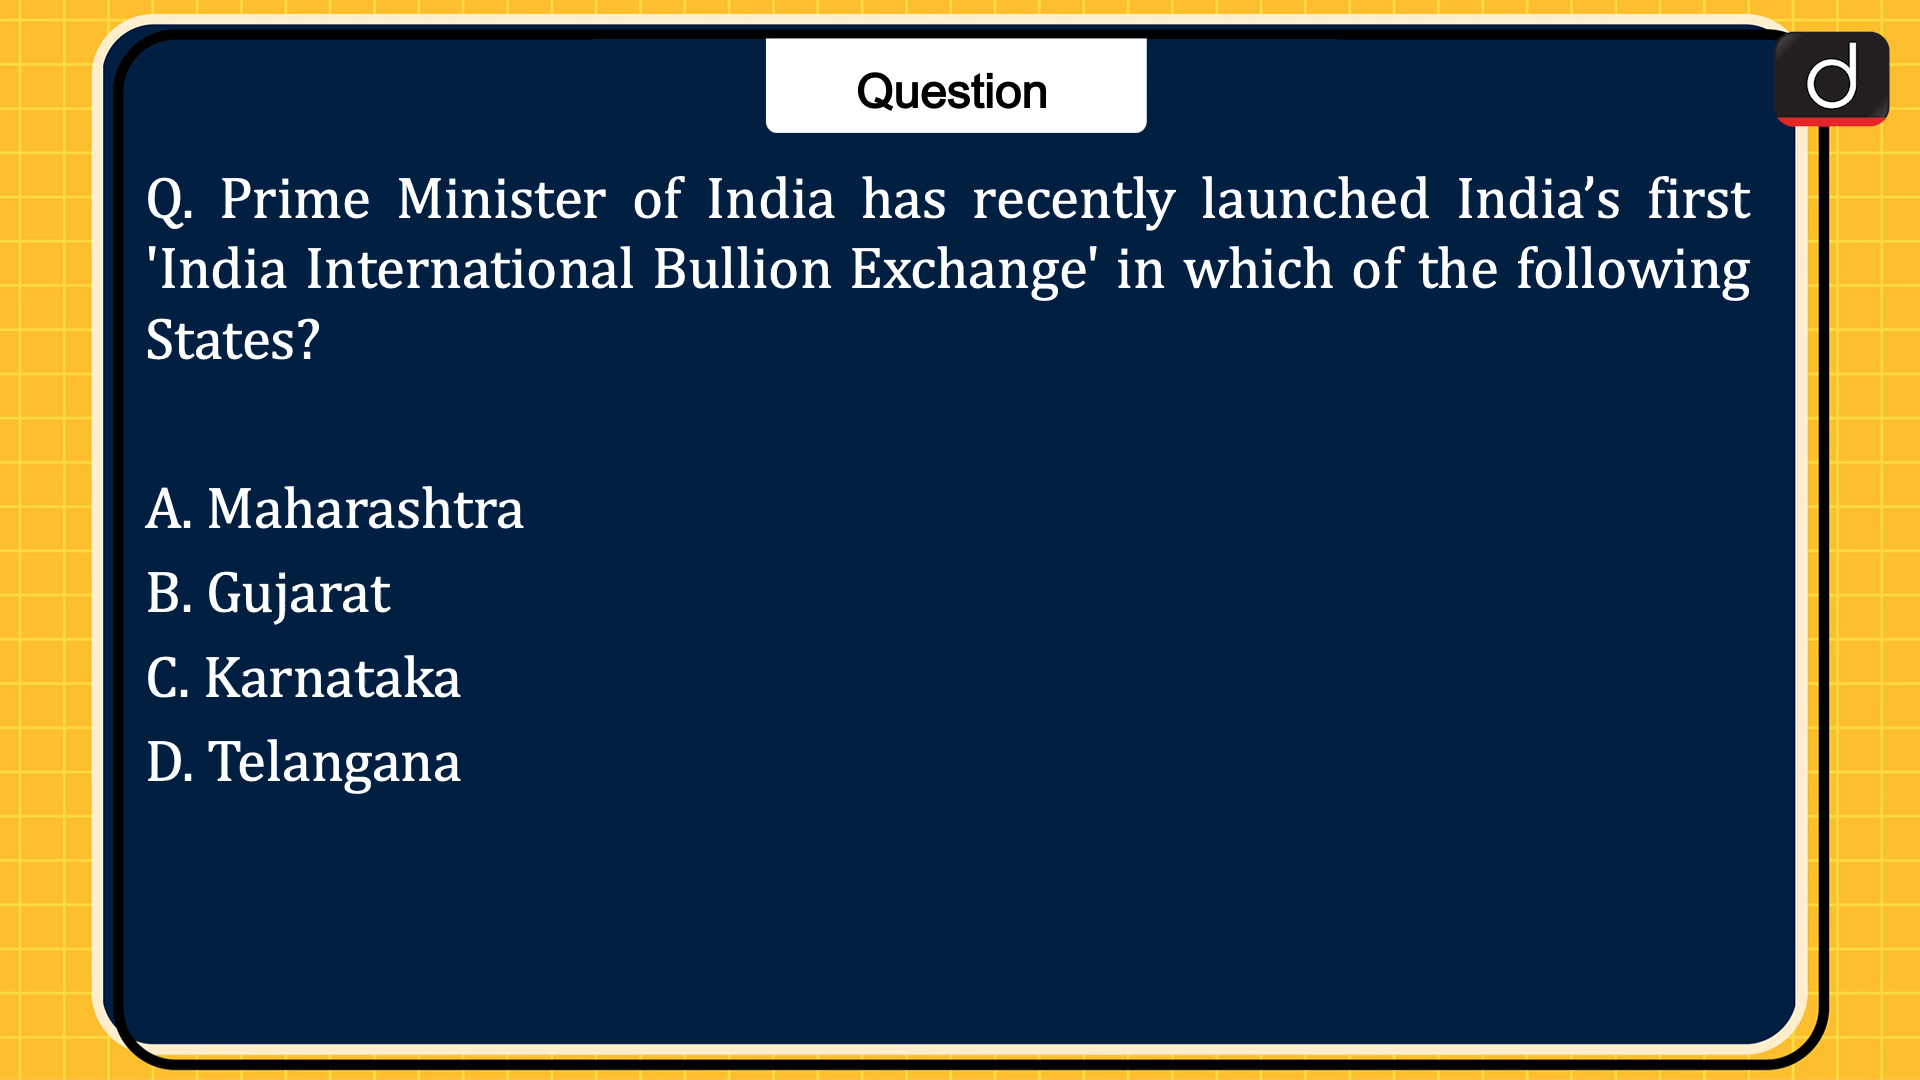 Question
d
Q. Prime Minister of India has recently launched India’s first
'India International Bullion Exchange' in which of the following
States?
A. Maharashtra
B. Gujarat
C. Karnataka
D. Telangana